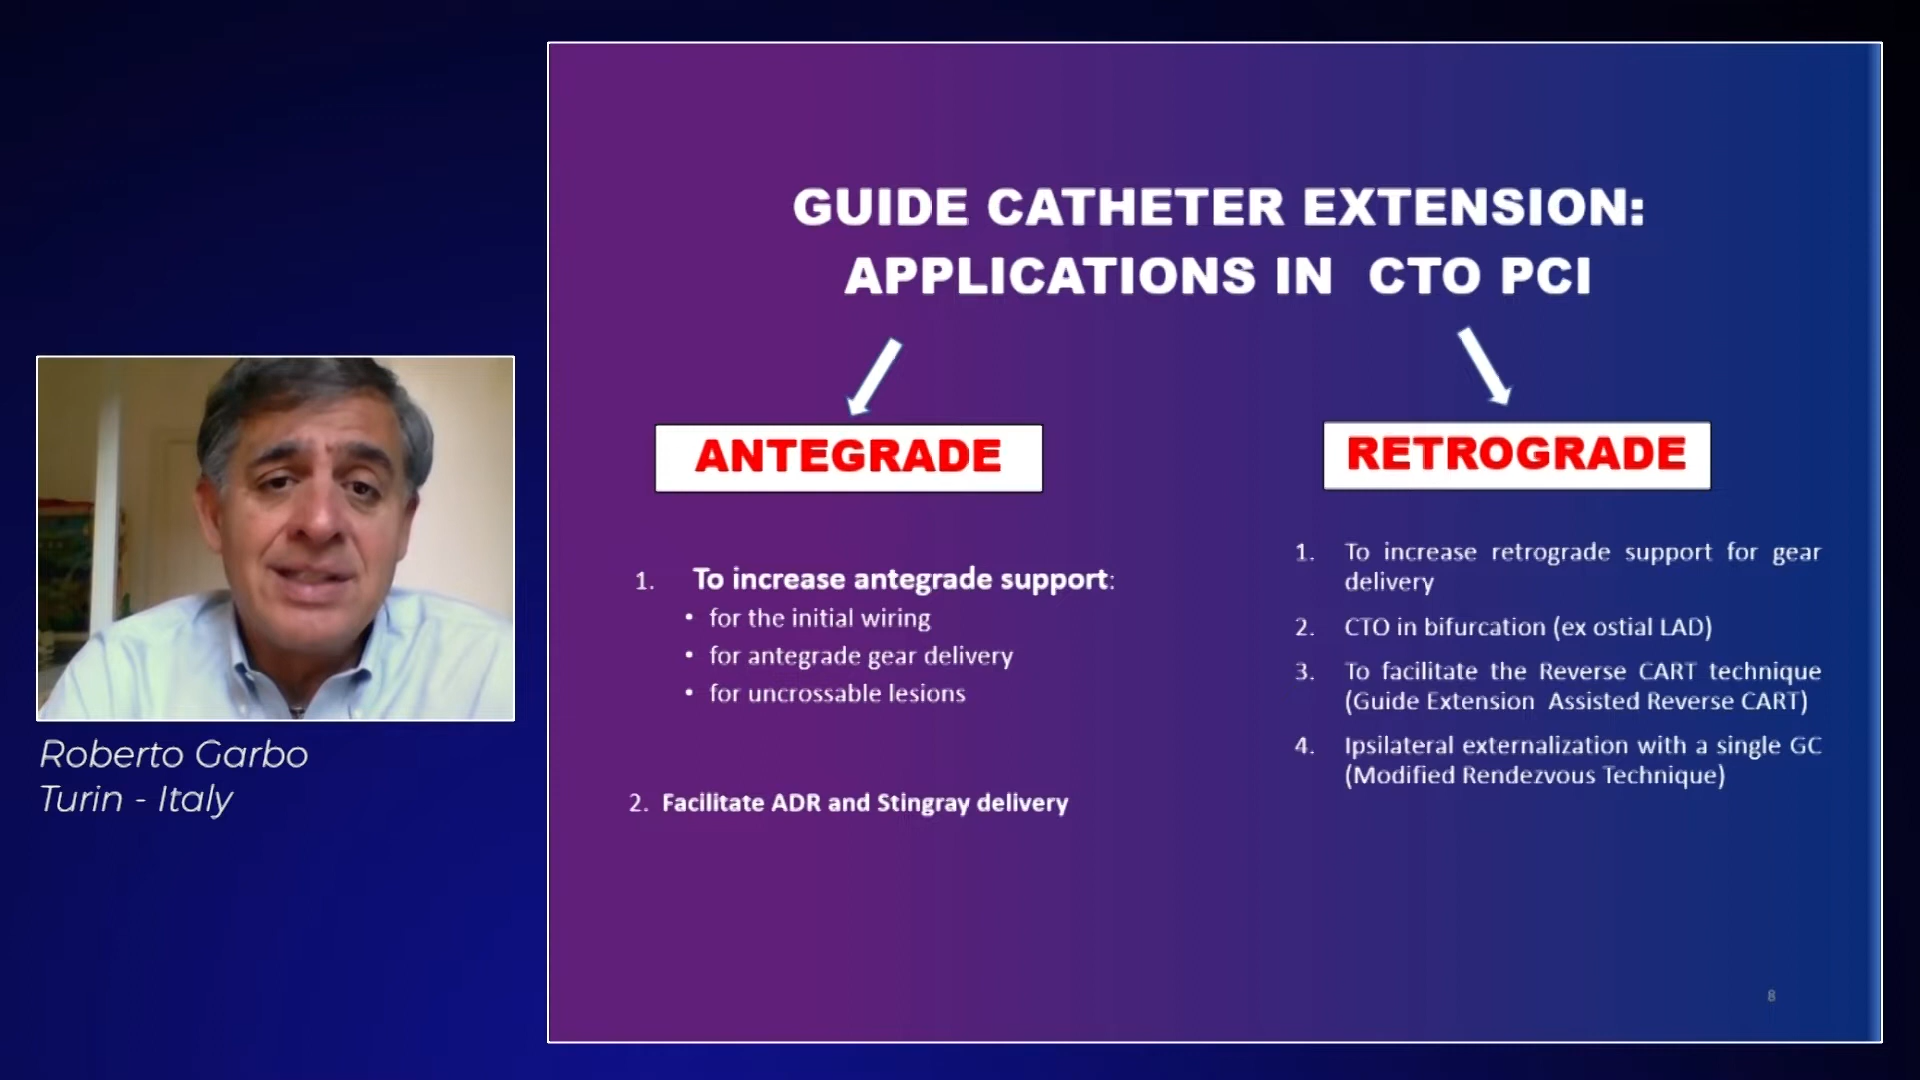 GUIDE CATHETER EXTENSION:
APPLICATIONS IN CTO PCI
ANTEGRADE
1. To increase antegrade support:
• for the initial wiring
• for antegrade gear delivery
• for uncrossable lesions
2. Facilitate ADR and Stingray delivery
RETROGRADE
1. To increase retrograde support for gear
delivery
2. CTO in bifurcation (ex ostial LAD)
3. To facilitate the Reverse CART technique
(Guide Extension Assisted Reverse CART)
4. Ipsilateral externalization with a single GC
(Modified Rendezvous Technique)
8
Roberto Garbo
Turin - Italy